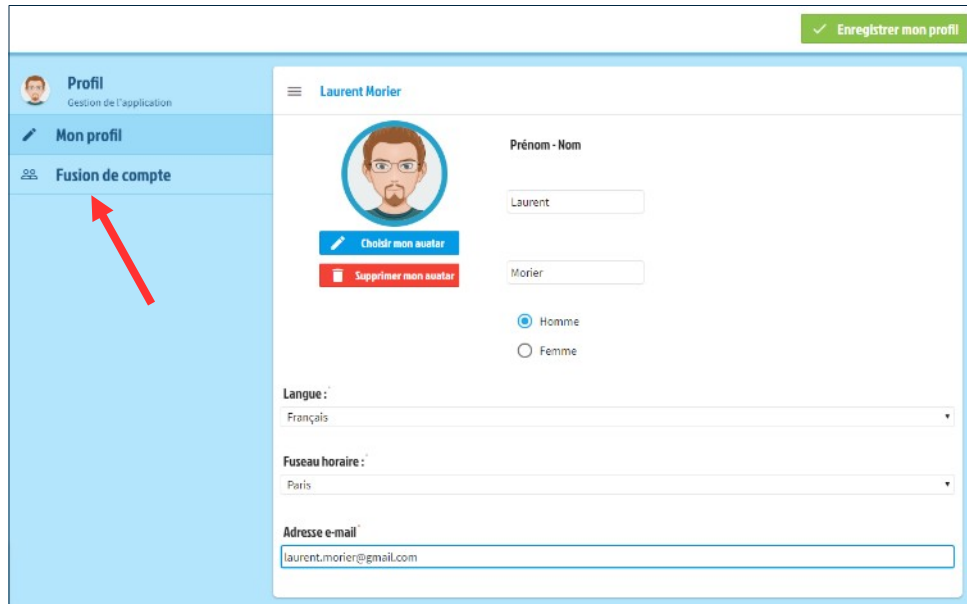 Enregistrer mon profil
Profil
Gestion de l'application
Mon profil
Fusion de compte
Laurent Morier
Prénom - Nom
Laurent
Choisir mon avatar
Morier
Supprimer mon avatar
Homme
Femme
Langue :*
Français
Fuseau horaire :*
Paris
Adresse e-mail*
laurent.morier@gmail.com